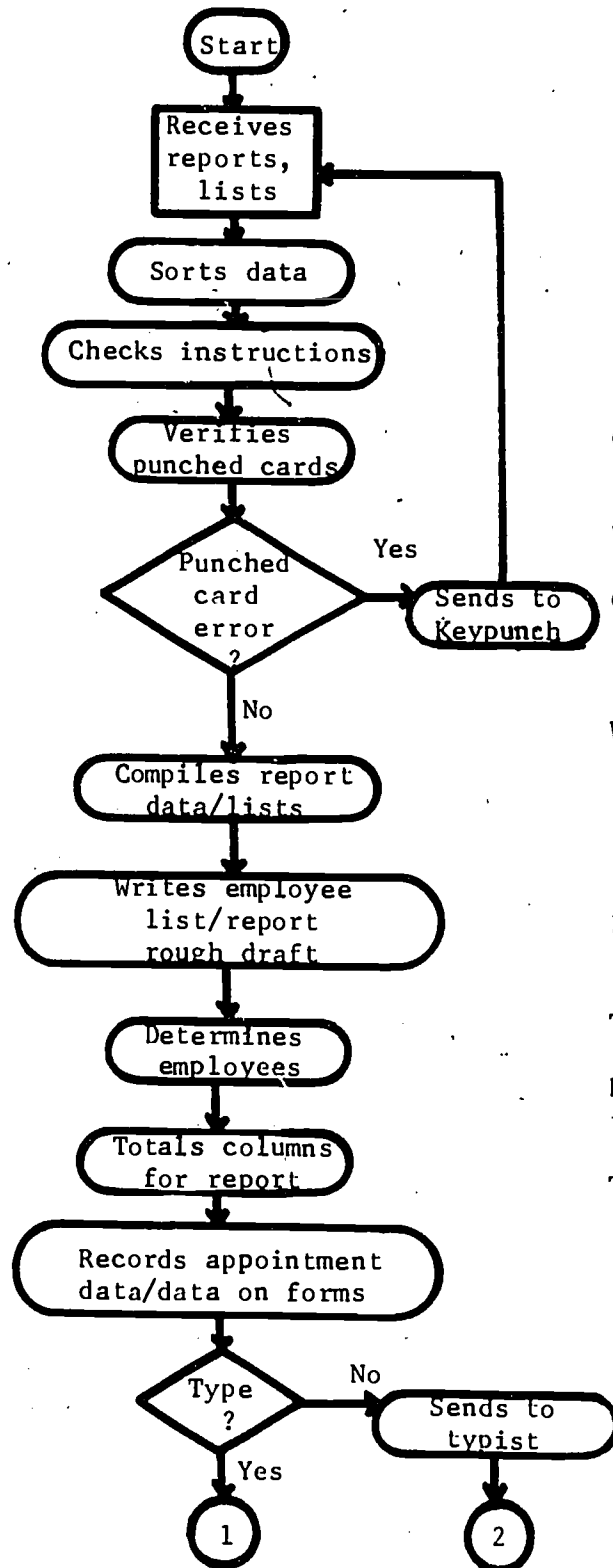 Start
Receives
reports,
lists
Sorts data
Checks instructions
Verifies
punched cards
Punched
card
error
?
Yes
Sends to
Keypunch
No
Compiles report
data/lists
Writes employee
list/report
rough draft
Determines
employees
Totals columns
for report
Records appointment
data/data on forms
Type
?
No
Sends to
typist
Yes
1
2